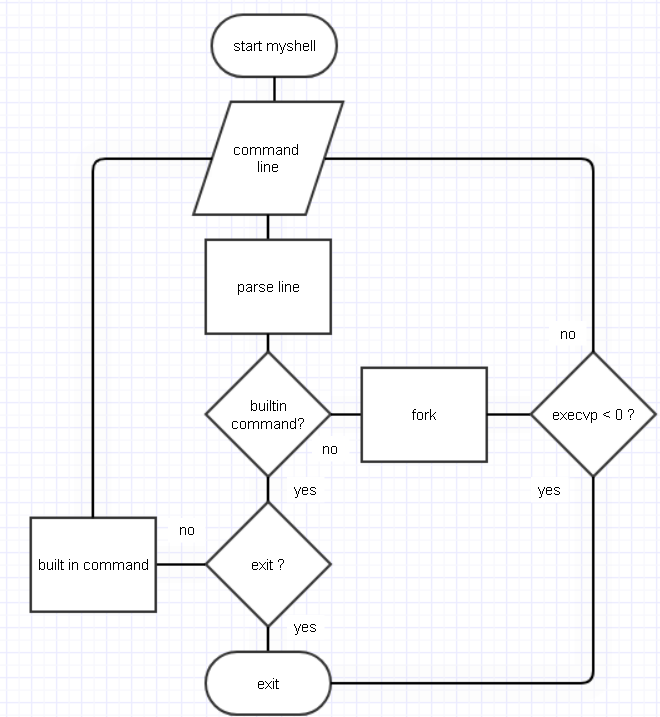 start myshell
command
line
parse line
no
builtin
command?
fork
execvp < 0 ?
no
yes
yes
no
built in command
exit ?
yes
exit